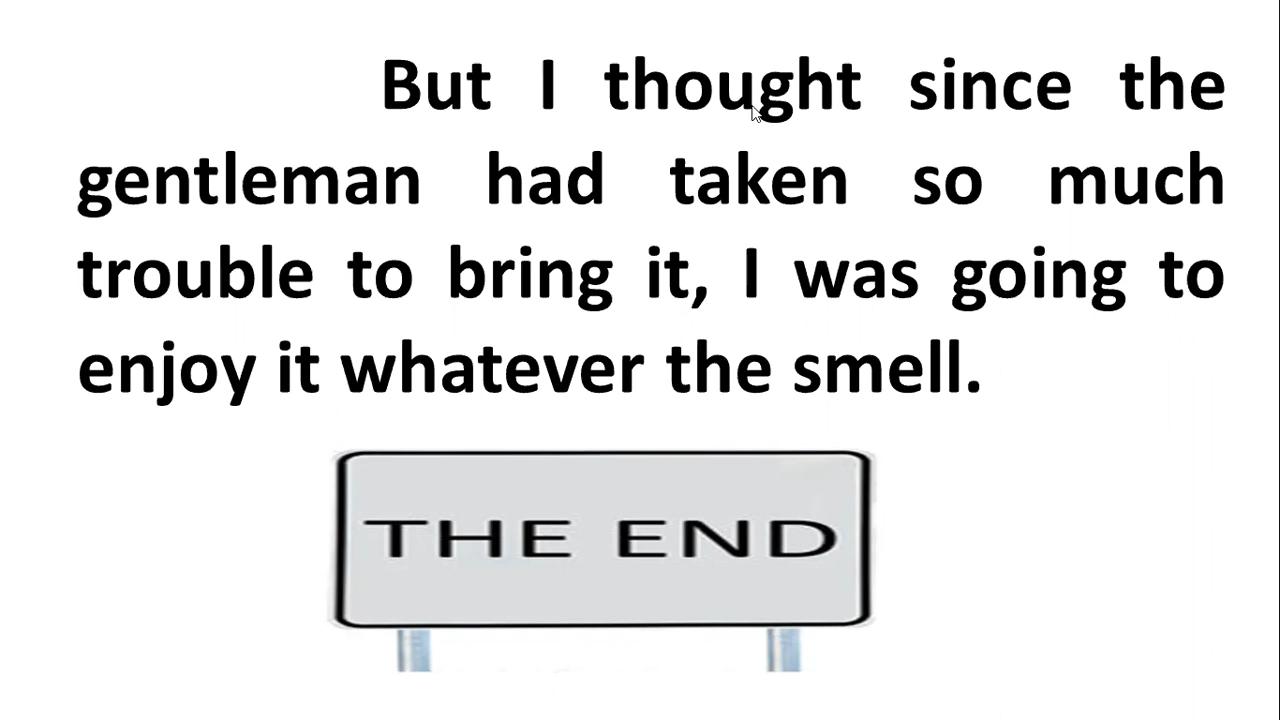 But I thought since the
gentleman had taken so much
trouble to bring it, I was going to
enjoy it whatever the smell.
THE END